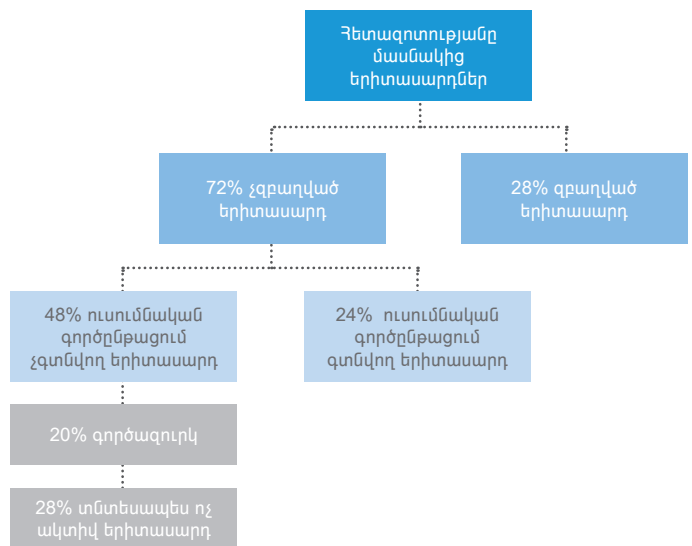 Հետազոտությանը
մասնակից
երիտասարդներ
72% չզբաղված
երիտասարդ
28% զբաղված
երիտասարդ
48% ուսումնական
գործընթացում
չգտնվող երիտասարդ
24% ուսումնական
գործընթացում
գտնվող երիտասարդ
20% գործազուրկ
28% տնտեսապես ոչ
ակտիվ երիտասարդ